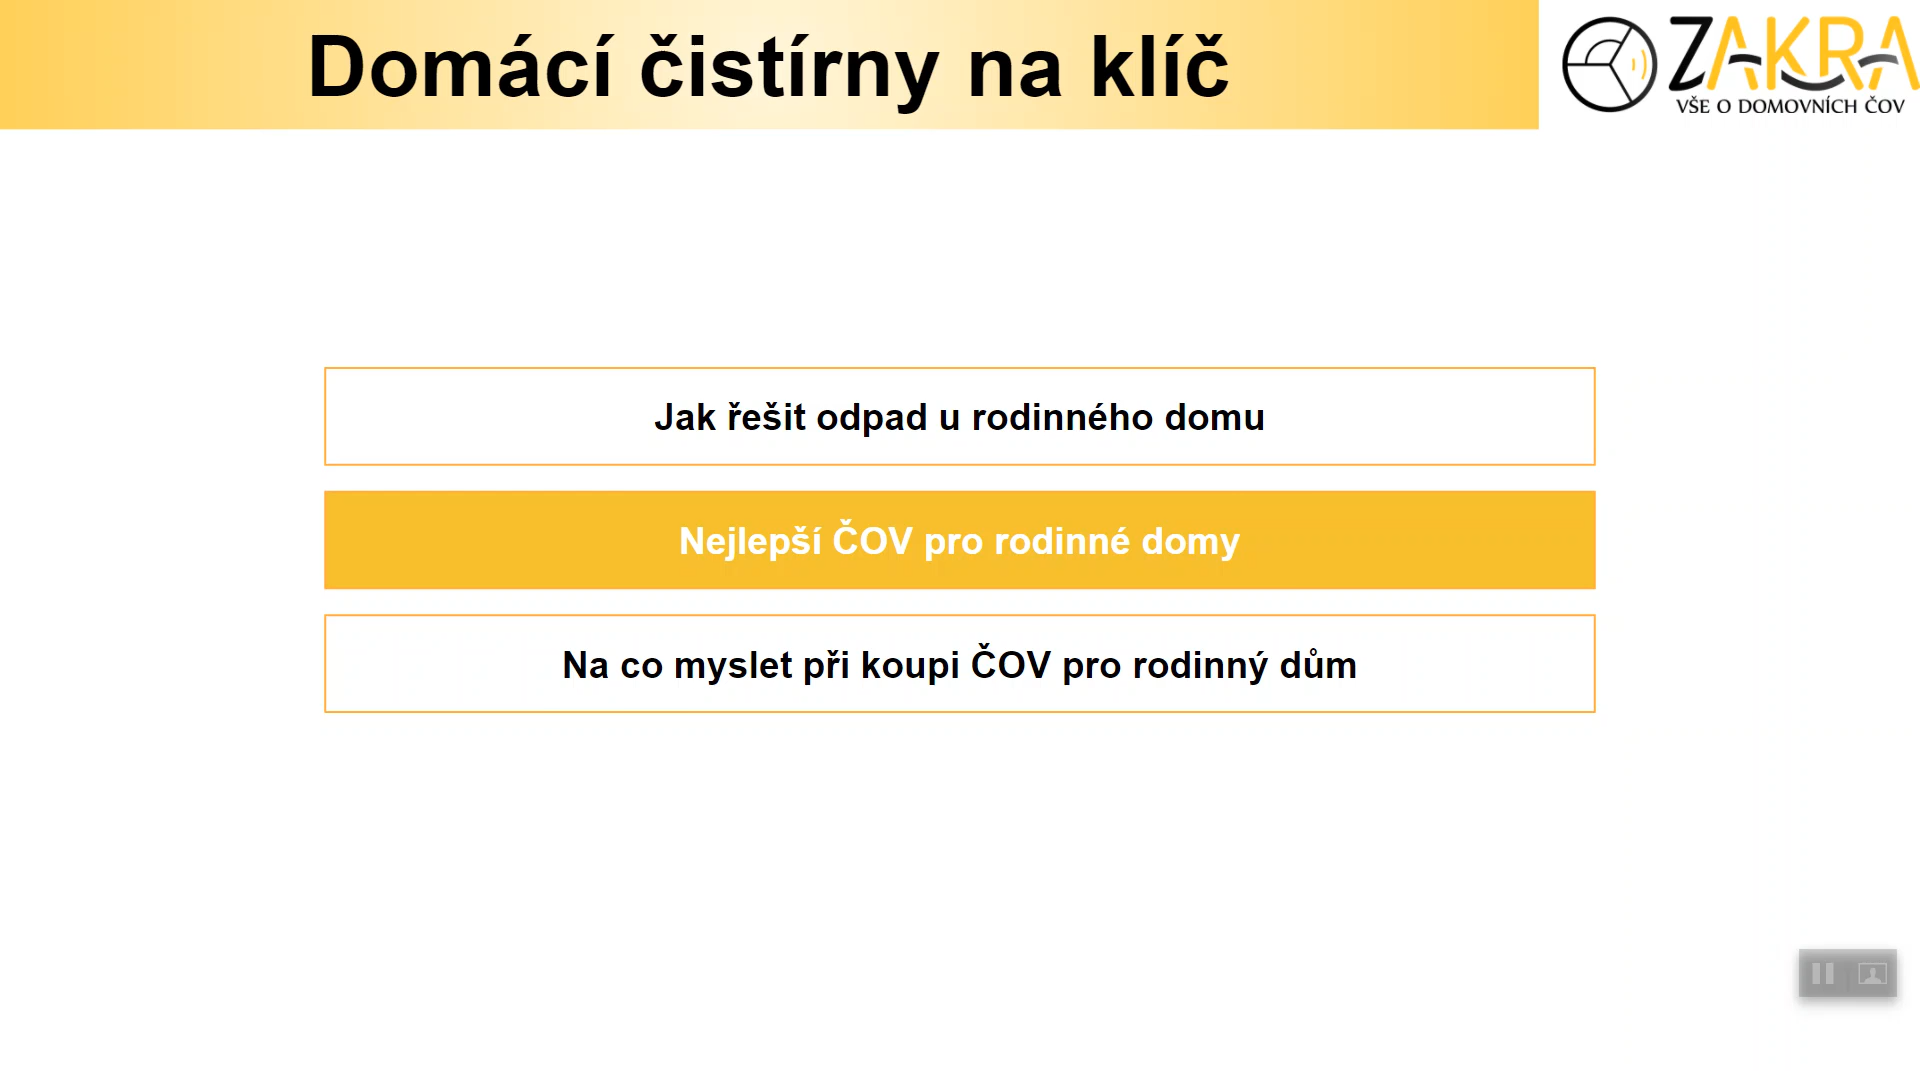 Domácí čistírny na klíč
ZAKRA
VŠE O DOMOVNÍCH ČOV
Jak řešit odpad u rodinného domu
Nejlepší ČOV pro rodinné domy
Na co myslet při koupi ČOV pro rodinný dům